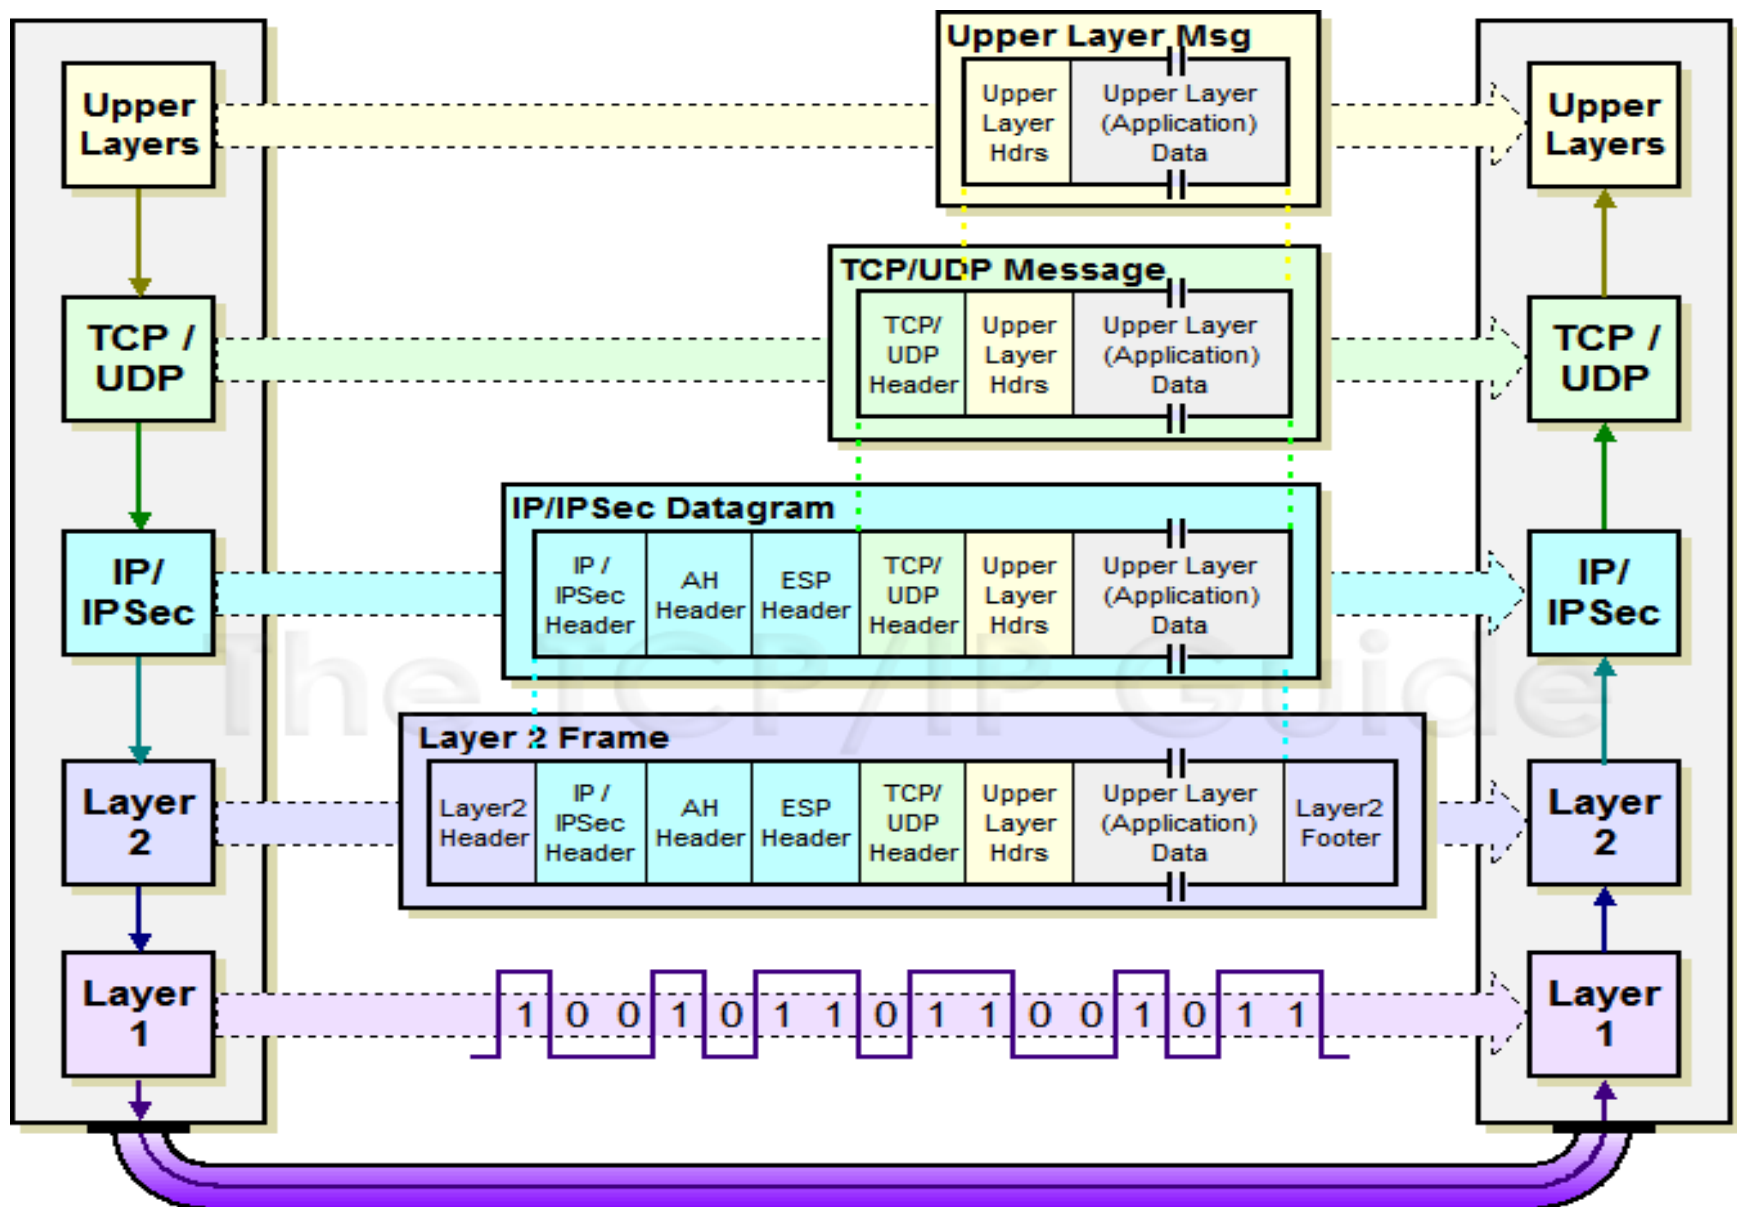 Upper
Layers
Upper Layer Msg
Upper
Layer
Hdrs
Upper Layer
(Application)
Data
Upper
Layers
TCP /
UDP
TCP/UDP Message
TCP/
UDP
Header
Upper
Layer
Hdrs
Upper Layer
(Application)
Data
TCP /
UDP
IP/
IPSec
IP/IPSec Datagram
IP /
IPSec
Header
AH
Header
ESP
Header
TCP/
UDP
Header
Upper
Layer
Hdrs
Upper Layer
(Application)
Data
IP/
IPSec
The TCP/IP Guide
Layer
2
Layer 2 Frame
Layer2
Header
IP /
IPSec
Header
AH
Header
ESP
Header
TCP/
UDP
Header
Upper
Layer
Hdrs
Upper Layer
(Application)
Data
Layer2
Footer
Layer
2
Layer
1
1 0 0 1 0 1 1 0 1 1 0 0 1 0 1 1
Layer
1